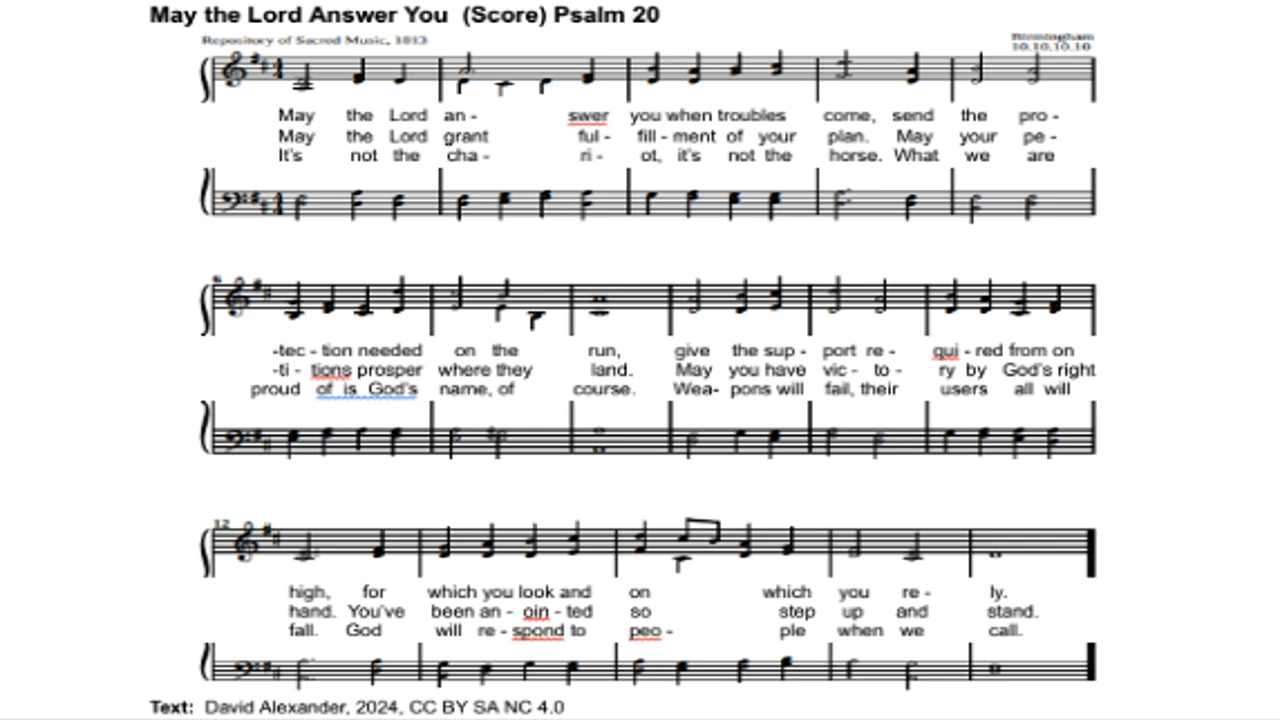 May the Lord Answer You (Score) Psalm 20
Repository of Sacred Music, 1813
Birmingham
10.10.10.10
May the Lord an - swer you when troubles come, send the pro -
May the Lord grant ful - fill - ment of your plan. May your pe -
It's not the cha - ri - ot, it's not the horse. What we are
6
-tec - tion needed on the run, give the sup - port re - qui - red from on
-ti - tions prosper where they land. May you have vic - to - ry by God's right
proud of is God's name, of course. Wea- pons will fail, their users all will
12
high, for which you look and on which you re - ly.
hand. You've been an - oin - ted so step up and stand.
fall. God will re - spond to peo - ple when we call.
Text: David Alexander, 2024, CC BY SA NC 4.0